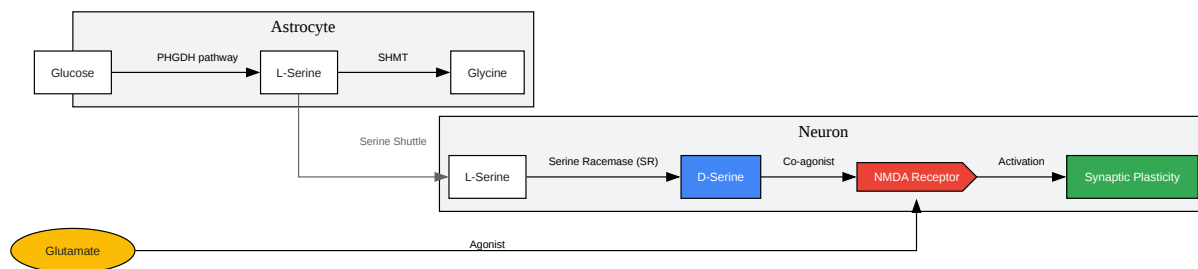 Astrocyte
Glucose
PHGDH pathway
L-Serine
SHMT
Glycine
Serine Shuttle
Neuron
L-Serine
Serine Racemase (SR)
D-Serine
Co-agonist
NMDA Receptor
Activation
Synaptic Plasticity
Glutamate
Agonist